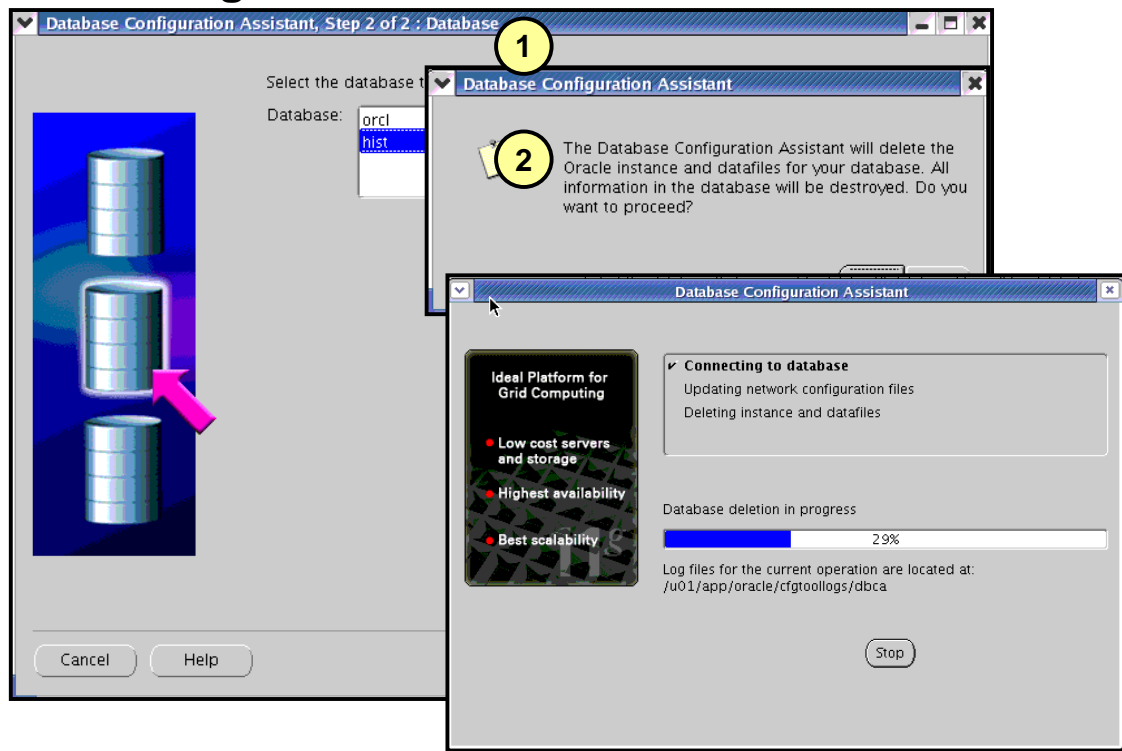 Database Configuration Assistant, Step 2 of 2 : Database
1
Select the database t
Database:
orcl
hist
Database Configuration Assistant
2
The Database Configuration Assistant will delete the
Oracle instance and datafiles for your database. All
information in the database will be destroyed. Do you
want to proceed?
Database Configuration Assistant
Ideal Platform for
Grid Computing
Low cost servers
and storage
Highest availability
Best scalability
11g
✔ Connecting to database
Updating network configuration files
Deleting instance and datafiles
Database deletion in progress
29%
Log files for the current operation are located at:
/u01/app/oracle/cfgtoollogs/dbca
Stop
Cancel
Help